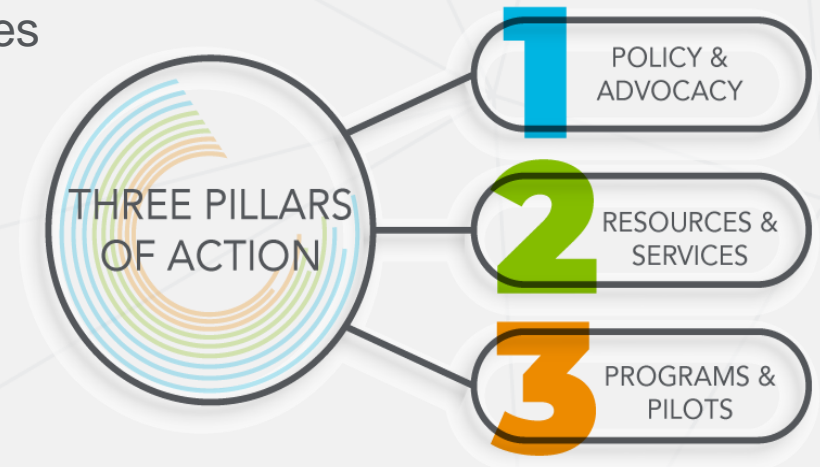 es
THREE PILLARS
OF ACTION
1
POLICY &
ADVOCACY
2
RESOURCES &
SERVICES
3
PROGRAMS &
PILOTS